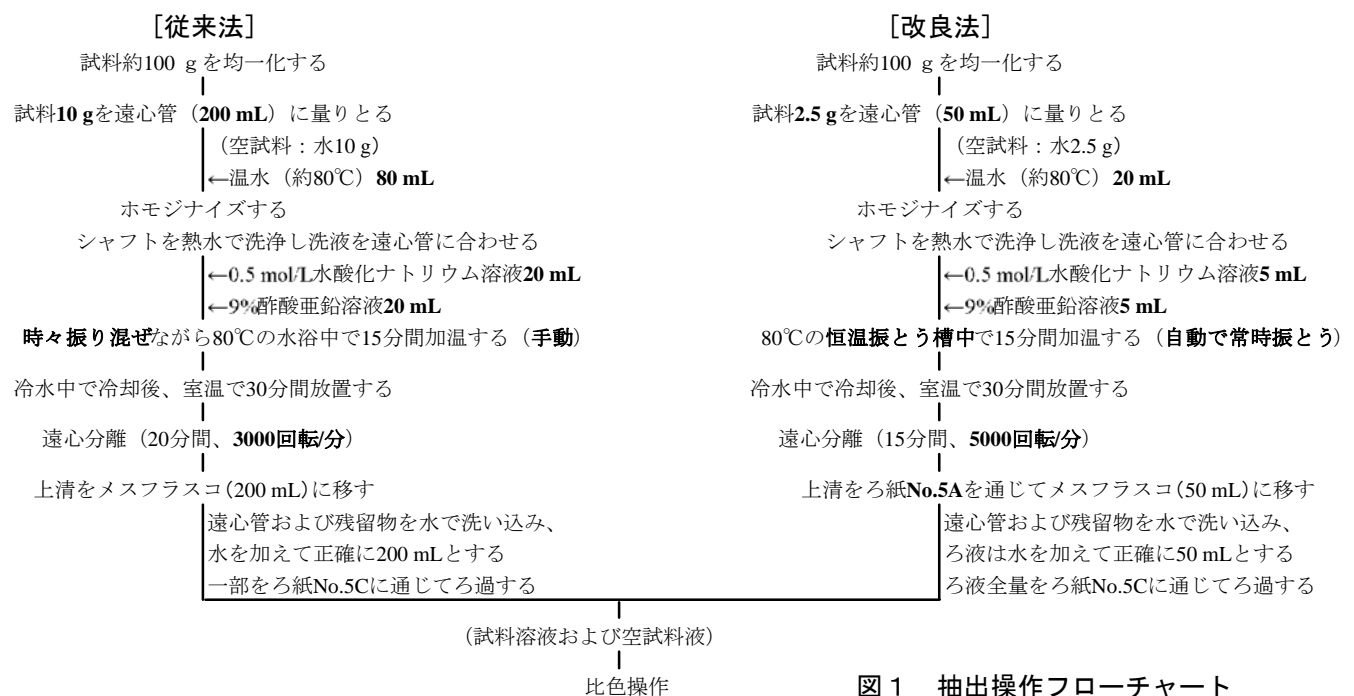 [従来法]
試料約100 gを均一化する
試料10 gを遠心管(200 mL)に量りとる
(空試料:水10 g)
←温水(約80℃)80 mL
ホモジナイズする
シャフトを熱水で洗浄し洗液を遠心管に合わせる
←0.5 mol/L水酸化ナトリウム溶液20 mL
←9%酢酸亜鉛溶液20 mL
時々振り混ぜながら80℃の水浴中で15分間加温する(手動)
冷水中で冷却後、室温で30分間放置する
遠心分離(20分間、3000回転/分)
上清をメスフラスコ(200 mL)に移す
遠心管および残留物を水で洗い込み、
水を加えて正確に200 mLとする
一部をろ紙No.5Cに通じてろ過する
[改良法]
試料約100 gを均一化する
試料2.5 gを遠心管(50 mL)に量りとる
(空試料:水2.5 g)
←温水(約80℃)20 mL
ホモジナイズする
シャフトを熱水で洗浄し洗液を遠心管に合わせる
←0.5 mol/L水酸化ナトリウム溶液5 mL
←9%酢酸亜鉛溶液5 mL
80℃の恒温振とう槽中で15分間加温する(自動で常時振とう)
冷水中で冷却後、室温で30分間放置する
遠心分離(15分間、5000回転/分)
上清をろ紙No.5Aを通じてメスフラスコ(50 mL)に移す
遠心管および残留物を水で洗い込み、
ろ液は水を加えて正確に50 mLとする
ろ液全量をろ紙No.5Cに通じてろ過する
(試料溶液および空試料液)
比色操作
図1 抽出操作フローチャート